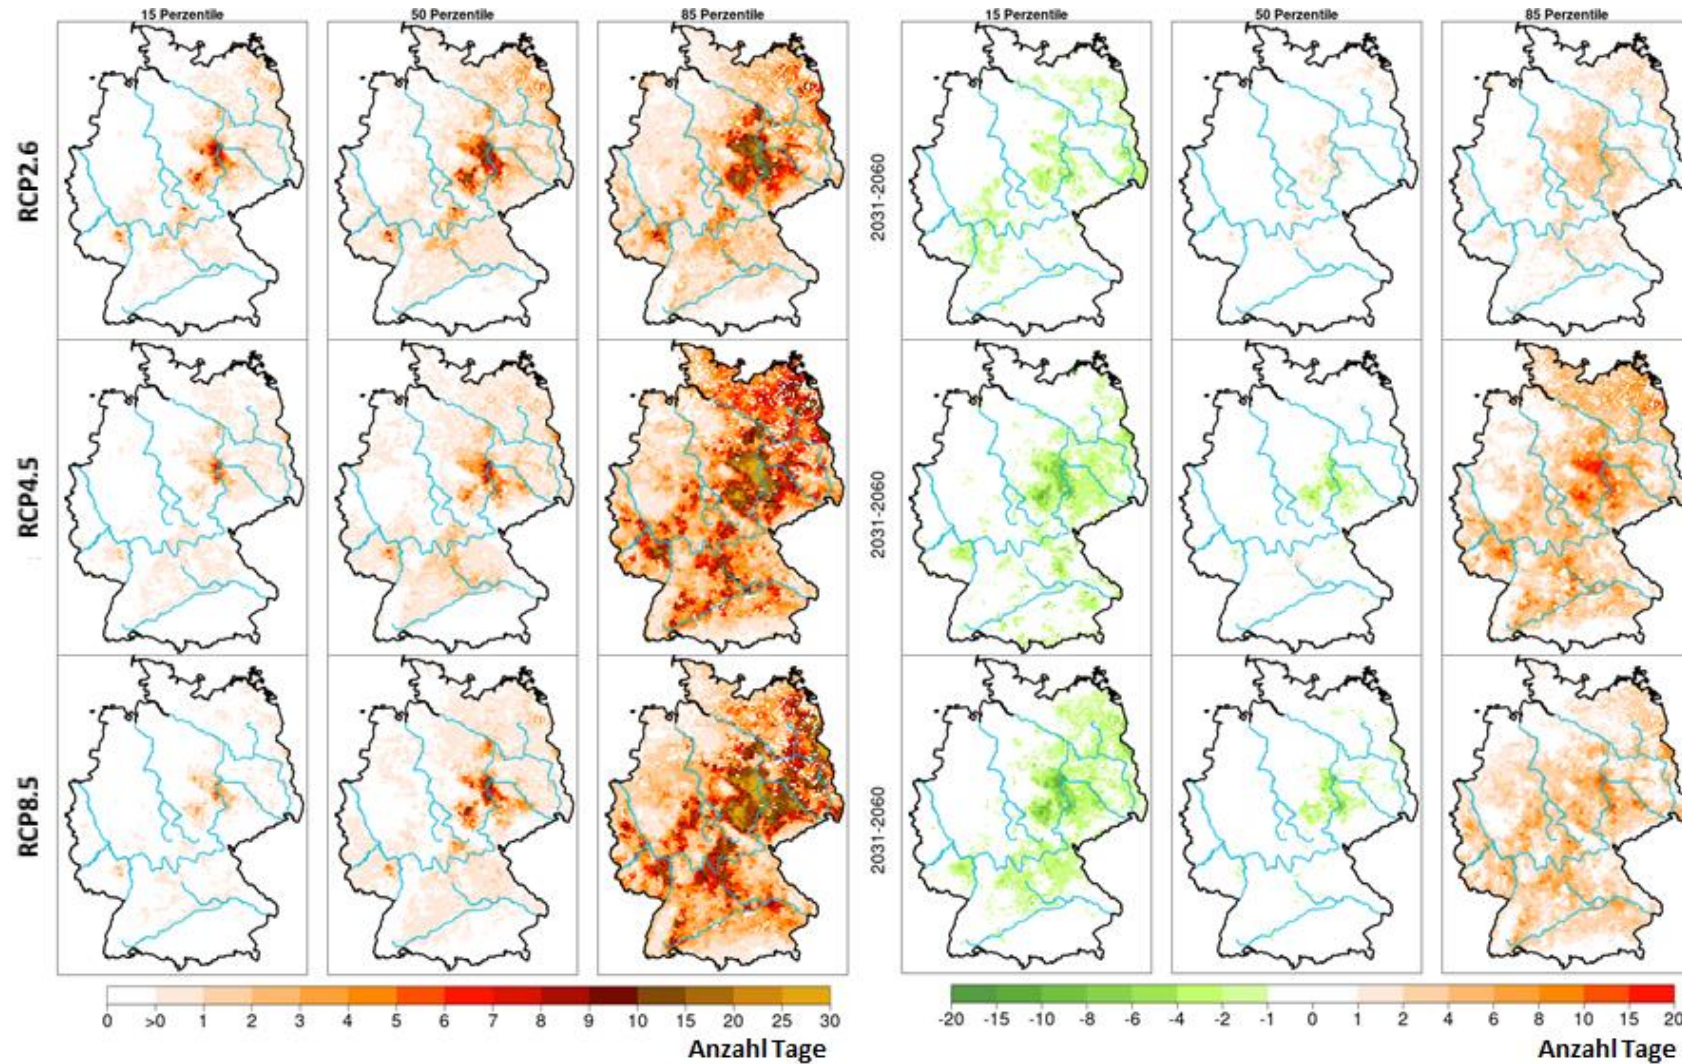 15 Perzentile 50 Perzentile 85 Perzentile 15 Perzentile 50 Perzentile 85 Perzentile
RCP2.6
2031-2060
RCP4.5
2031-2060
RCP8.5
2031-2060
0 >0 1 2 3 4 5 6 7 8 9 10 15 20 25 30
-20 -15 -10 -8 -6 -4 -2 -1 0 1 2 4 6 8 10 15 20
Anzahl Tage Anzahl Tage